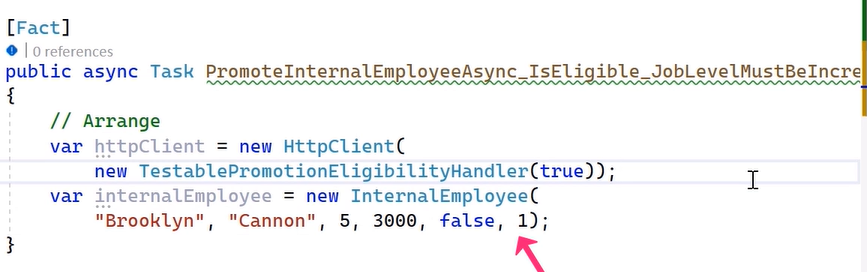 [Fact]
0 references
public async Task PromoteInternalEmployeeAsync_IsEligible_JobLevelMustBeIncre
{
// Arrange
var httpClient = new HttpClient(
new TestablePromotionEligibilityHandler(true));
var internalEmployee = new InternalEmployee(
"Brooklyn", "Cannon", 5, 3000, false, 1);
}